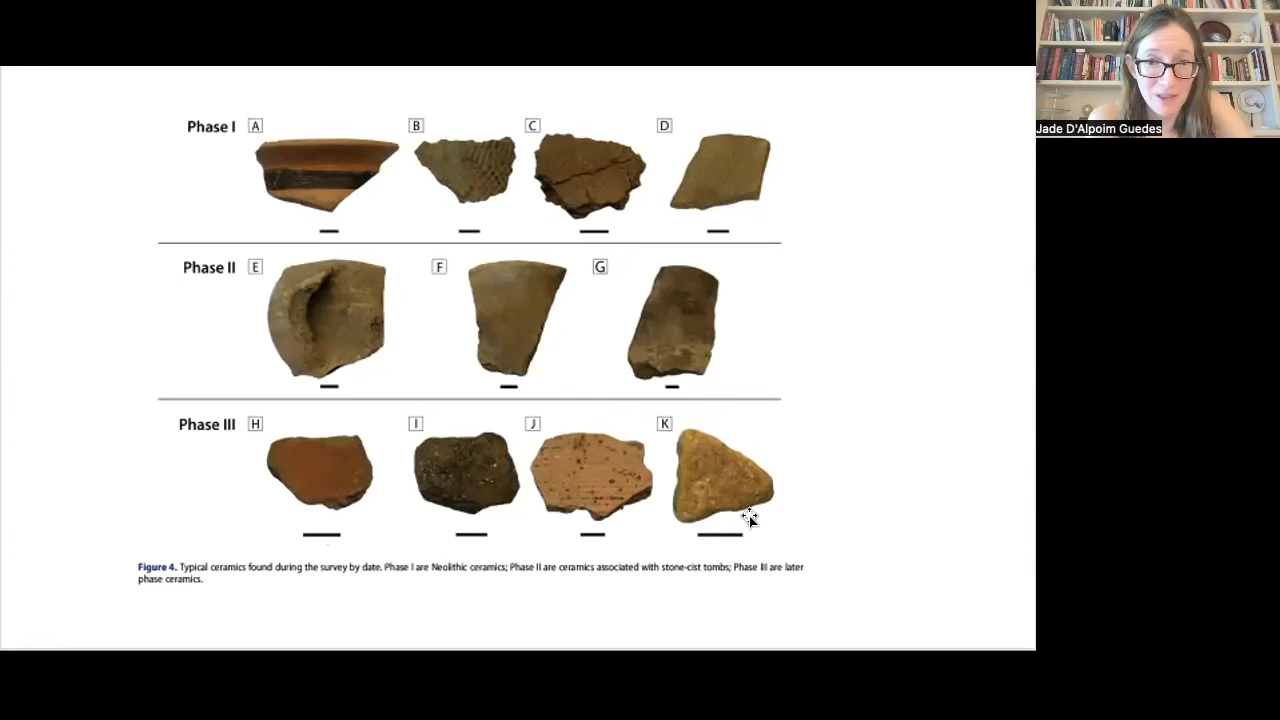 Jade D'Alpoim Guedes
Phase I A B C D
Phase II E F G
Phase III H I J K
Figure 4. Typical ceramics found during the survey by date. Phase I are Neolithic ceramics; Phase II are ceramics associated with stone-cist tombs; Phase III are later
phase ceramics.